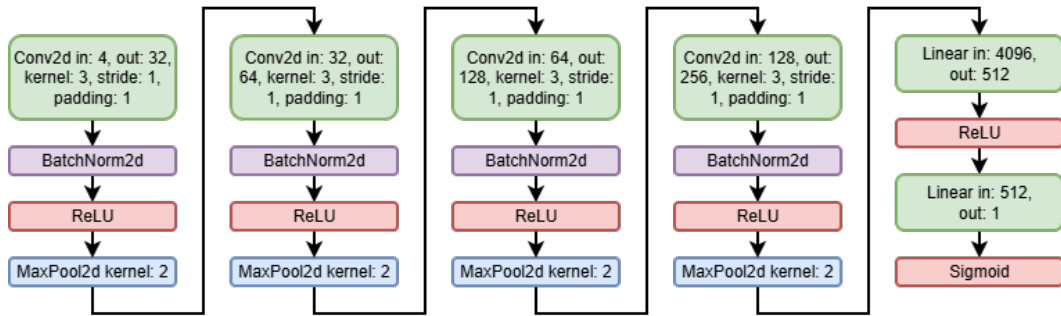 Conv2d in: 4, out: 32,
kernel: 3, stride: 1,
padding: 1
BatchNorm2d
ReLU
MaxPool2d kernel: 2
Conv2d in: 32, out:
64, kernel: 3, stride:
1, padding: 1
BatchNorm2d
ReLU
MaxPool2d kernel: 2
Conv2d in: 64, out:
128, kernel: 3, stride:
1, padding: 1
BatchNorm2d
ReLU
MaxPool2d kernel: 2
Conv2d in: 128, out:
256, kernel: 3, stride:
1, padding: 1
BatchNorm2d
ReLU
MaxPool2d kernel: 2
Linear in: 4096,
out: 512
ReLU
Linear in: 512,
out: 1
Sigmoid